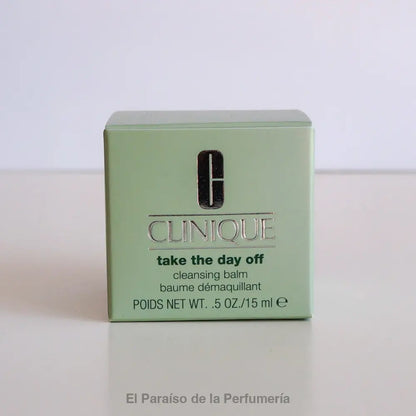 CLINIQUE
take the day off
cleansing balm
baume démaquillant
POIDS NET WT. .5 OZ./15 ml ℮
El Paraíso de la Perfumería